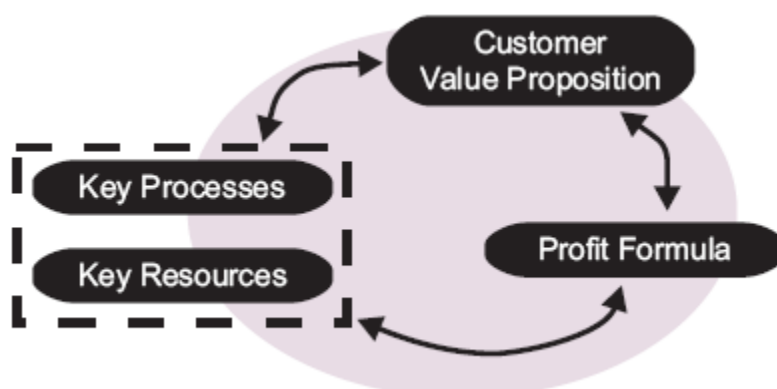 Customer
Value Proposition
Key Processes
Key Resources
Profit Formula